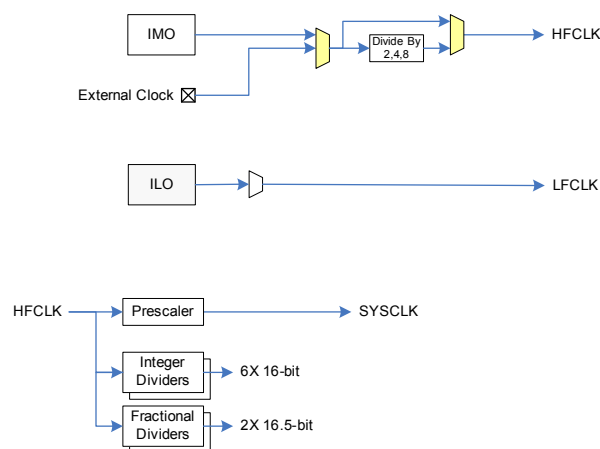 IMO
Divide By
2,4,8
HFCLK
External Clock
ILO
LFCLK
HFCLK
Prescaler
SYSCLK
Integer
Dividers
6X 16-bit
Fractional
Dividers
2X 16.5-bit